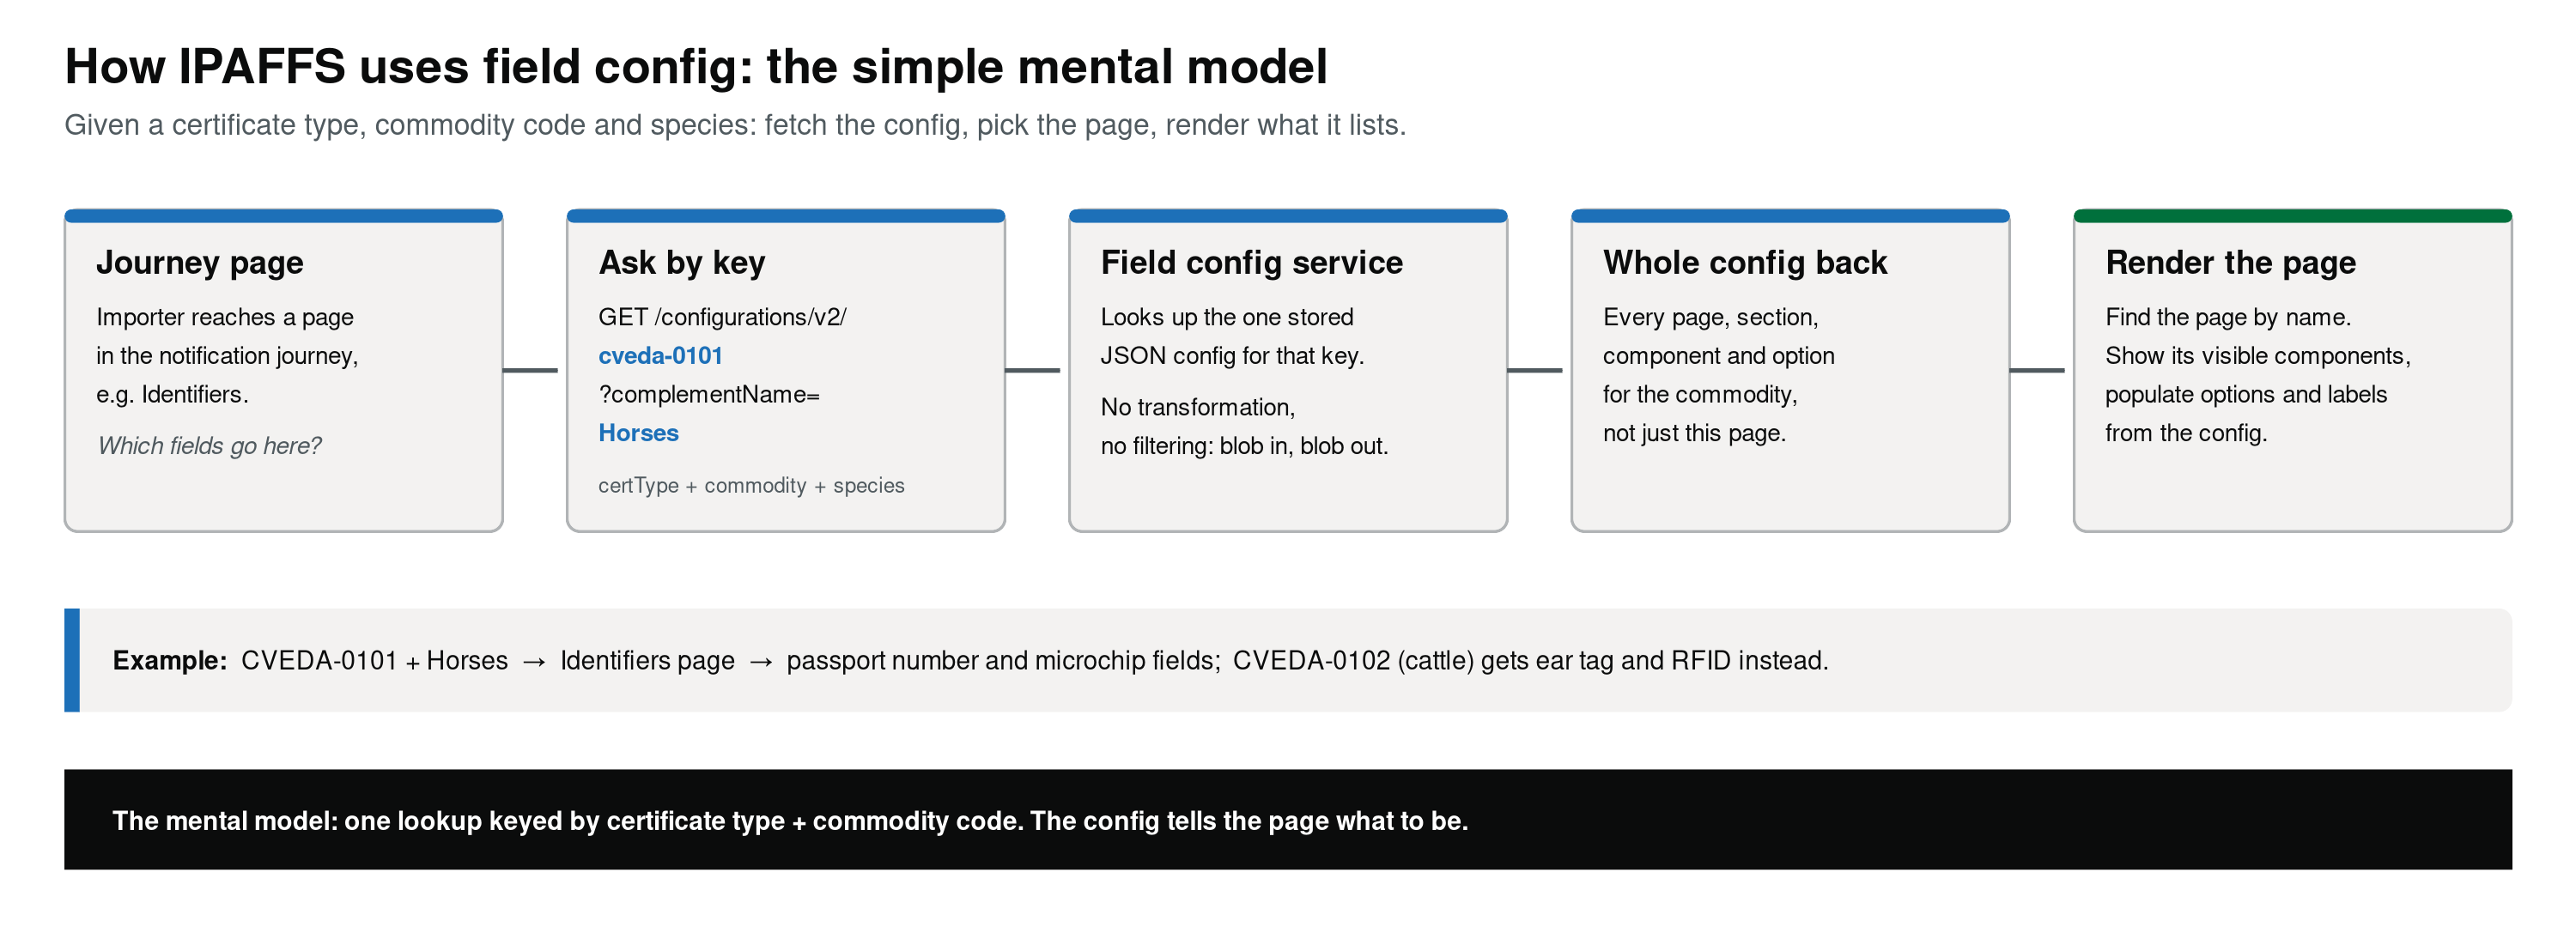 How IPAFFS uses field config: the simple mental model
Given a certificate type, commodity code and species: fetch the config, pick the page, render what it lists.
Journey page
Importer reaches a page
in the notification journey,
e.g. Identifiers.
Which fields go here?
Ask by key
GET /configurations/v2/
cveda-0101
?complementName=
Horses
certType + commodity + species
Field config service
Looks up the one stored
JSON config for that key.
No transformation,
no filtering: blob in, blob out.
Whole config back
Every page, section,
component and option
for the commodity,
not just this page.
Render the page
Find the page by name.
Show its visible components,
populate options and labels
from the config.
Example: CVEDA-0101 + Horses → Identifiers page → passport number and microchip fields; CVEDA-0102 (cattle) gets ear tag and RFID instead.
The mental model: one lookup keyed by certificate type + commodity code. The config tells the page what to be.